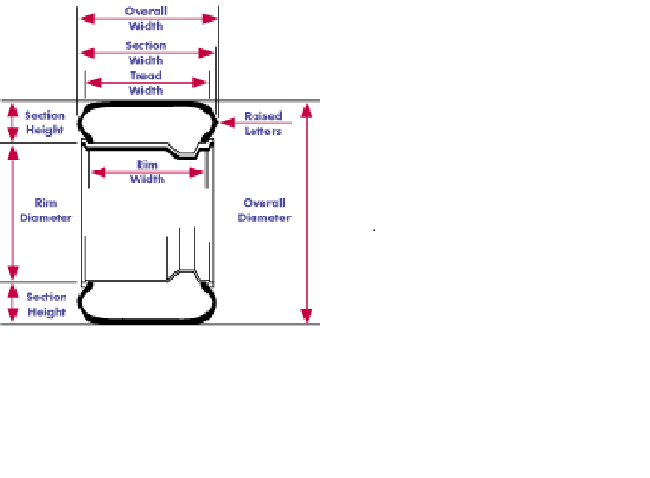 Overall
Width
Section
Width
Tread
Width
Section
Height
Raised
Letters
Rim
Width
Rim
Diameter
Overall
Diameter
Section
Height